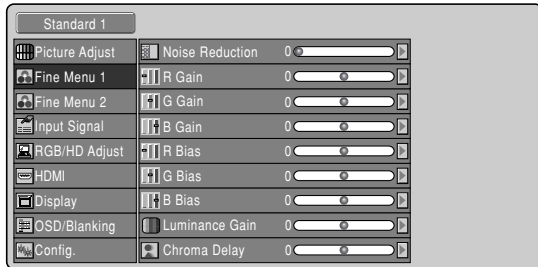 Standard 1
Picture Adjust Noise Reduction 0
Fine Menu 1 R Gain 0
Fine Menu 2 G Gain 0
Input Signal B Gain 0
RGB/HD Adjust R Bias 0
HDMI G Bias 0
Display B Bias 0
OSD/Blanking Luminance Gain 0
Config. Chroma Delay 0